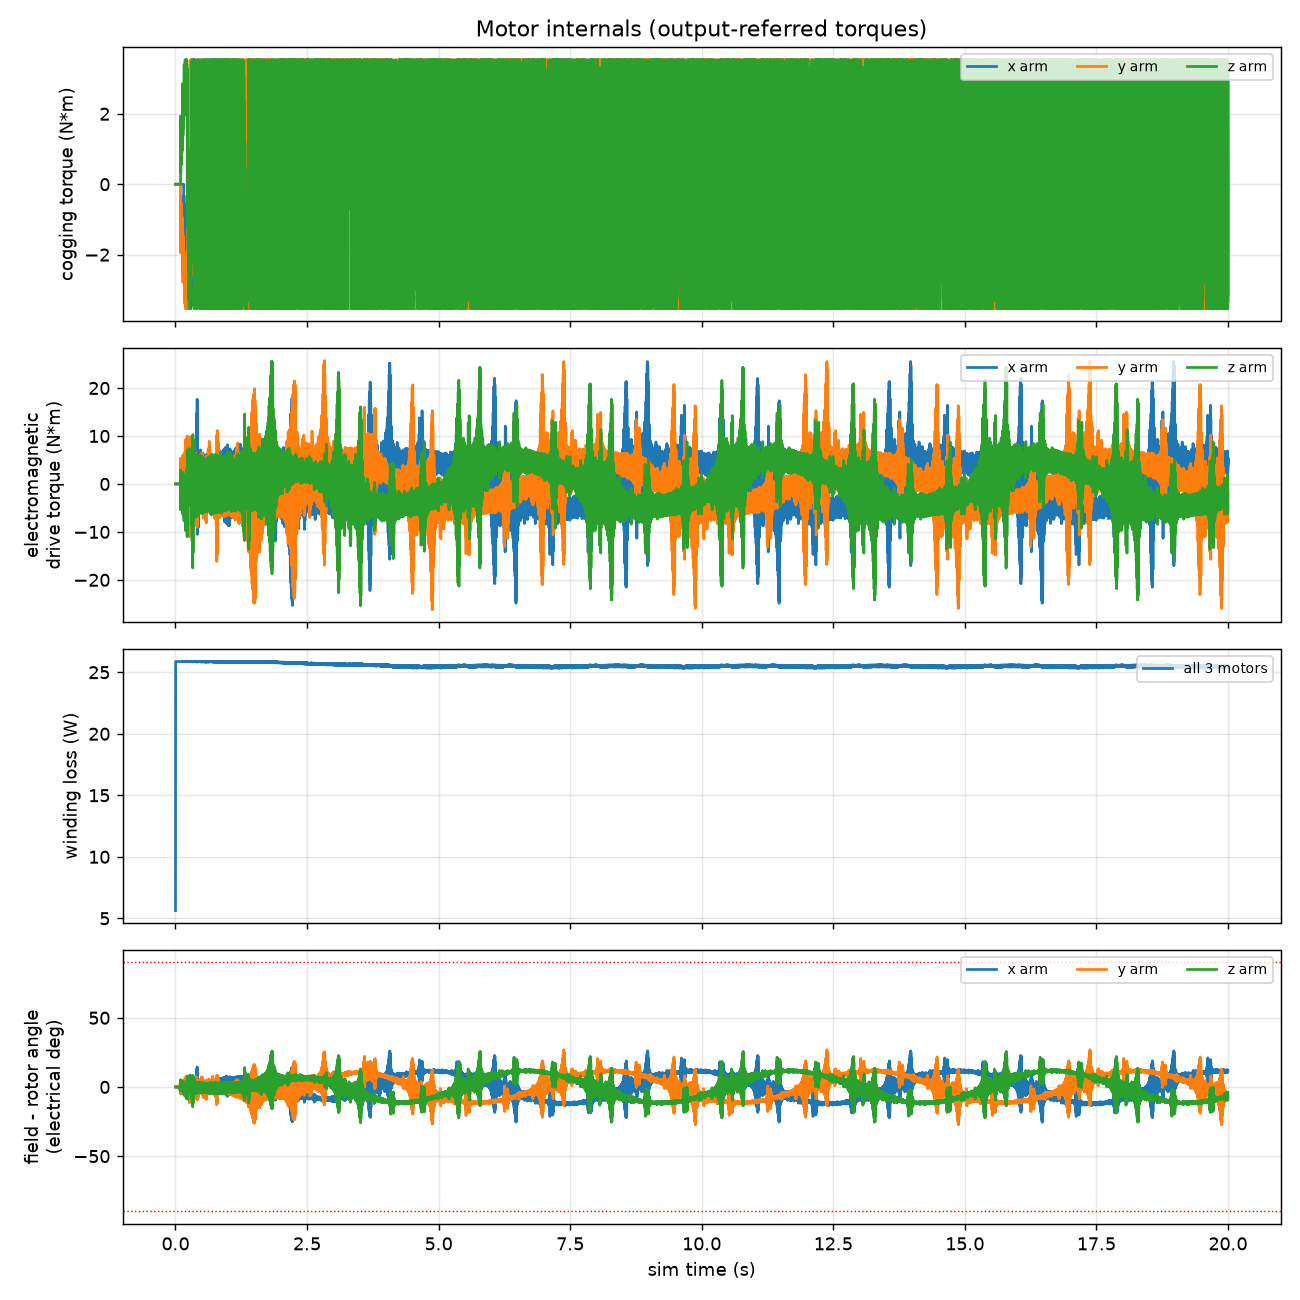 Motor internals (output-referred torques)
cogging torque (N*m)
2
0
−2
x arm y arm z arm
electromagnetic
drive torque (N*m)
20
10
0
−10
−20
x arm y arm z arm
winding loss (W)
25
20
15
10
5
all 3 motors
field - rotor angle
(electrical deg)
50
0
−50
x arm y arm z arm
0.0 2.5 5.0 7.5 10.0 12.5 15.0 17.5 20.0
sim time (s)